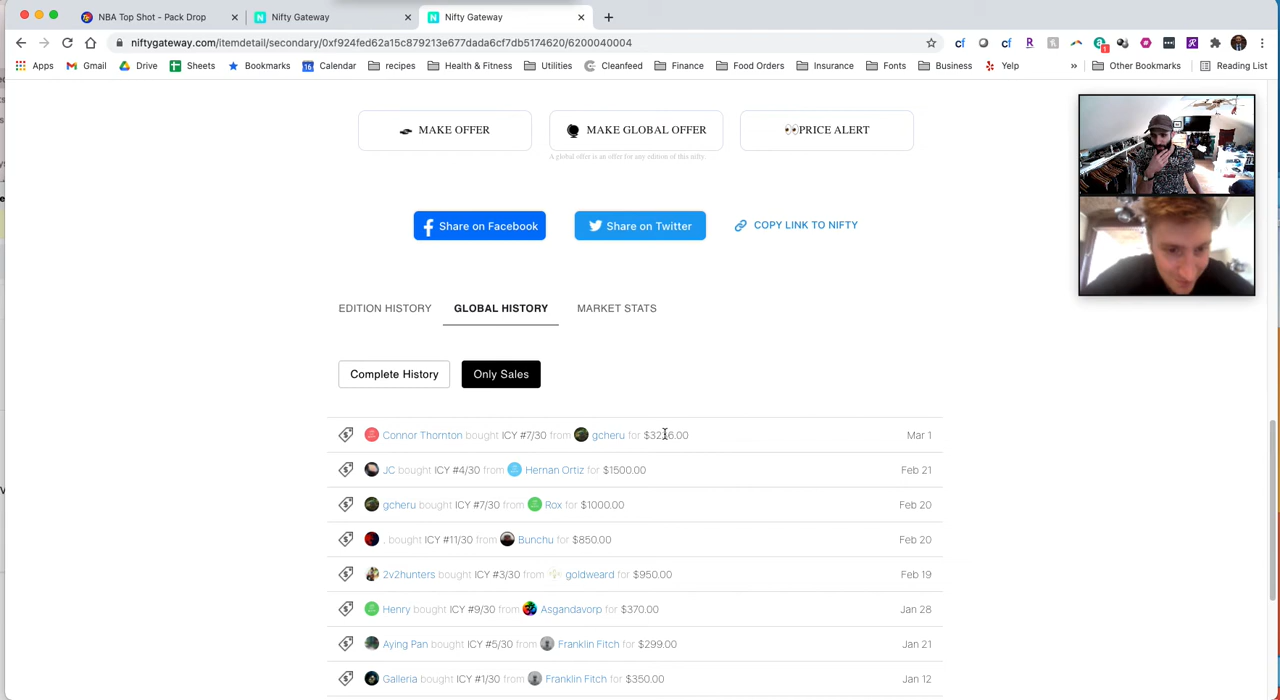 NBA Top Shot - Pack Drop
Nifty Gateway
Nifty Gateway
niftygateway.com/itemdetail/secondary/0xf924fed62a15c879213e677dada6cf7db5174620/6200040004
Apps Gmail Drive Sheets Bookmarks 16 Calendar recipes Health & Fitness Utilities Cleanfeed Finance Food Orders Insurance Fonts Business Yelp » Other Bookmarks Reading List
MAKE OFFER
MAKE GLOBAL OFFER
PRICE ALERT
A global offer is an offer for any edition of this nifty.
Share on Facebook
Share on Twitter
COPY LINK TO NIFTY
EDITION HISTORY GLOBAL HISTORY MARKET STATS
Complete History Only Sales
Connor Thornton bought ICY #7/30 from gcheru for Mar 1
JC bought ICY #4/30 from Hernan Ortiz for $1500.00 Feb 21
gcheru bought ICY #7/30 from Rox for $1000.00 Feb 20
. bought ICY #11/30 from Bunchu for $850.00 Feb 20
2v2hunters bought ICY #3/30 from goldweard for $950.00 Feb 19
Henry bought ICY #9/30 from Asgandavorp for $370.00 Jan 28
Aying Pan bought ICY #5/30 from Franklin Fitch for $299.00 Jan 21
Galleria bought ICY #1/30 from Franklin Fitch for $350.00 Jan 12